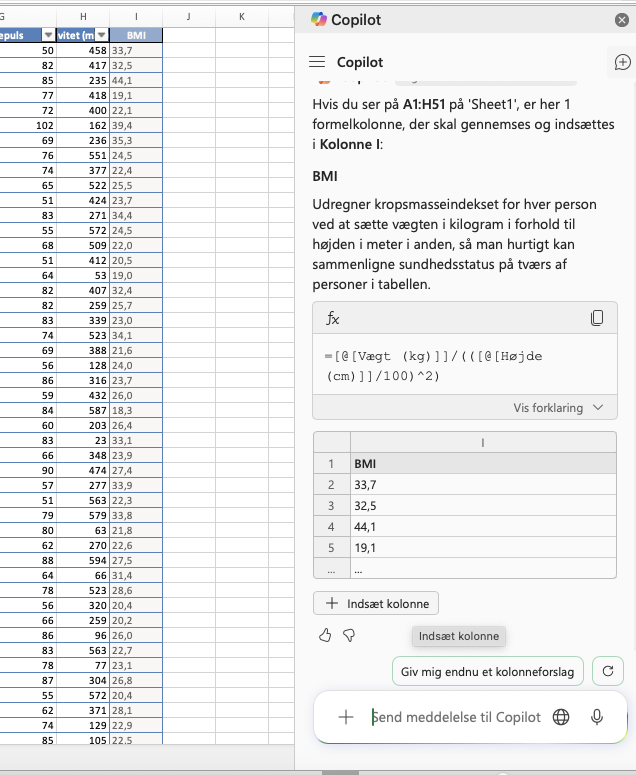 G H I J K
epuls vitet (m BMI
50 458 33,7
82 417 32,5
85 235 44,1
77 418 19,1
72 400 22,1
102 162 39,4
69 236 35,3
76 551 24,5
74 377 22,4
65 522 25,5
51 424 23,7
83 271 34,4
55 572 24,5
68 509 22,0
51 412 20,5
64 53 19,0
82 407 32,4
82 259 25,7
83 339 23,0
74 523 34,1
69 388 21,6
56 128 24,0
86 316 23,7
59 432 26,0
84 587 18,3
60 203 26,4
83 23 33,1
66 348 23,9
90 474 27,4
57 277 33,9
51 563 22,3
79 579 33,8
80 63 21,8
62 270 22,6
88 594 27,5
64 66 31,4
78 523 28,6
56 320 20,4
66 259 20,2
86 96 26,0
83 563 22,7
78 77 23,1
87 304 26,8
55 572 20,4
62 371 28,1
74 129 22,9
85 105 22,5
Copilot
Copilot
Hvis du ser på A1:H51 på 'Sheet1', er her 1
formelkolonne, der skal gennemses og indsættes
i Kolonne I:
BMI
Udregner kropsmasseindekset for hver person
ved at sætte vægten i kilogram i forhold til
højden i meter i anden, så man hurtigt kan
sammenligne sundhedsstatus på tværs af
personer i tabellen.
fx
=[@[Vægt (kg)]]/(([@[Højde
(cm)]]/100)^2)
Vis forklaring
I
1 BMI
2 33,7
3 32,5
4 44,1
5 19,1
... ...
+ Indsæt kolonne
Indsæt kolonne
Giv mig endnu et kolonneforslag
Send meddelelse til Copilot